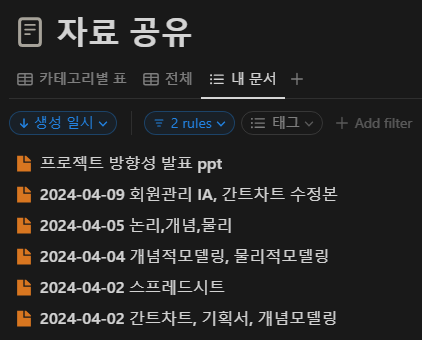 자료 공유
카테고리별 표 전체 내 문서
생성 일시 2 rules 태그 Add filter
프로젝트 방향성 발표 ppt
2024-04-09 회원관리 IA, 간트차트 수정본
2024-04-05 논리,개념,물리
2024-04-04 개념적모델링, 물리적모델링
2024-04-02 스프레드시트
2024-04-02 간트차트, 기획서, 개념모델링